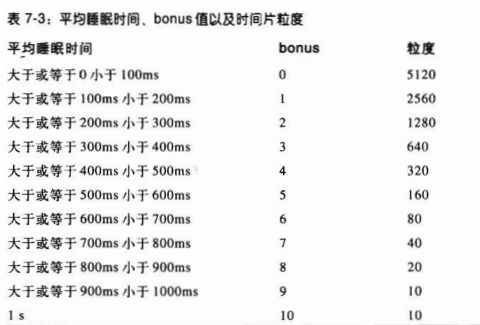 表 7-3：平均睡眠时间、bonus 值以及时间片粒度
平均睡眠时间 bonus 粒度
大于或等于 0 小于 100ms 0 5120
大于或等于 100ms 小于 200ms 1 2560
大于或等于 200ms 小于 300ms 2 1280
大于或等于 300ms 小于 400ms 3 640
大于或等于 400ms 小于 500ms 4 320
大于或等于 500ms 小于 600ms 5 160
大于或等于 600ms 小于 700ms 6 80
大于或等于 700ms 小于 800ms 7 40
大于或等于 800ms 小于 900ms 8 20
大于或等于 900ms 小于 1000ms 9 10
1 s 10 10